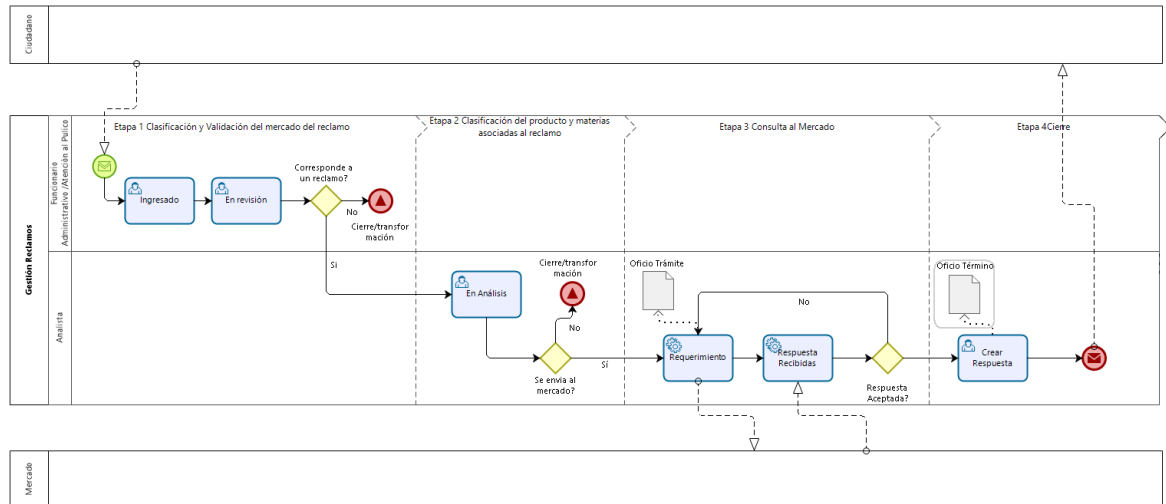 Ciudadano
Gestión Reclamos
Funcionario
Administrativo /Atención al Pulico
Analista
Mercado
Etapa 1 Clasificación y Validación del mercado del reclamo
Etapa 2 Clasificación del producto y materias
asociadas al reclamo
Etapa 3 Consulta al Mercado
Etapa 4Cierre
Ingresado
En revisión
Corresponde a
un reclamo?
No
Cierre/transfor
mación
Si
En Análisis
Cierre/transfor
mación
No
Se envia al
mercado?
Sí
Oficio Trámite
Requerimiento
Respuesta
Recibidas
No
Respuesta
Aceptada?
Oficio Término
Crear
Respuesta